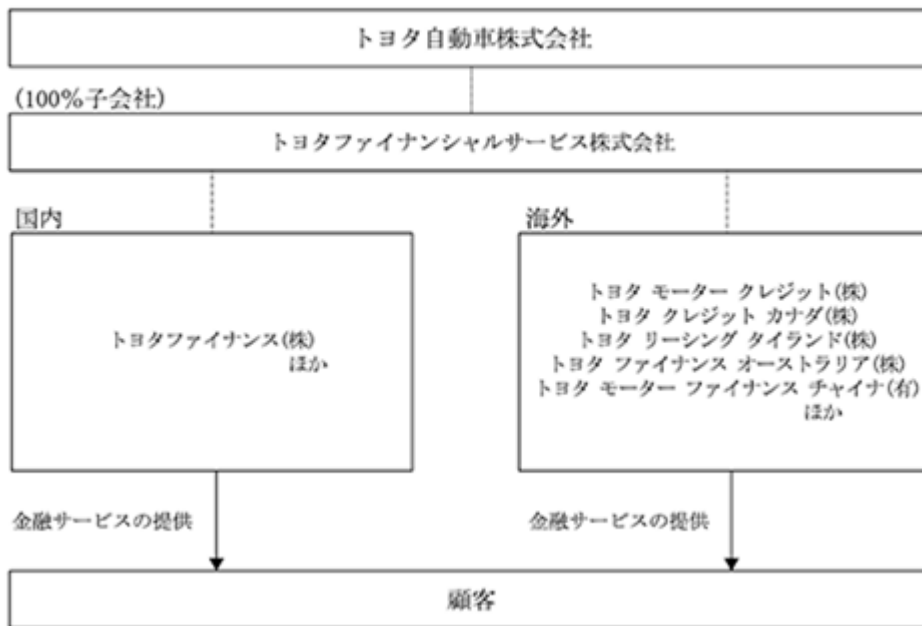 トヨタ自動車株式会社
(100%子会社)
トヨタファイナンシャルサービス株式会社
国内
トヨタファイナンス(株)
ほか
海外
トヨタ モーター クレジット(株)
トヨタ クレジット カナダ(株)
トヨタ リーシング タイランド(株)
トヨタ ファイナンス オーストラリア(株)
トヨタ モーター ファイナンス チャイナ(有)
ほか
金融サービスの提供
金融サービスの提供
顧客